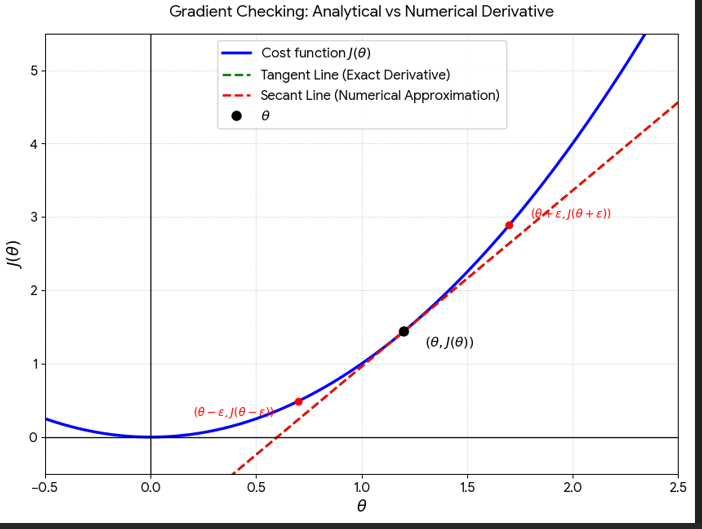 Gradient Checking: Analytical vs Numerical Derivative
Cost function J(θ)
Tangent Line (Exact Derivative)
Secant Line (Numerical Approximation)
θ
J(θ)
5
4
3
2
1
0
(θ+ε, J(θ+ε))
(θ, J(θ))
(θ−ε, J(θ−ε))
−0.5
0.0
0.5
1.0
1.5
2.0
2.5
θ